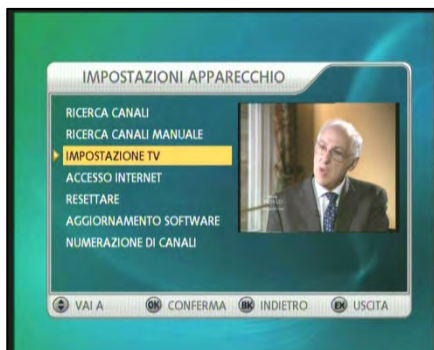 IMPOSTAZIONI APPARECCHIO
RICERCA CANALI
RICERCA CANALI MANUALE
IMPOSTAZIONE TV
ACCESSO INTERNET
RESETTARE
AGGIORNAMENTO SOFTWARE
NUMERAZIONE DI CANALI
VAI A OK CONFERMA BK INDIETRO EX USCITA